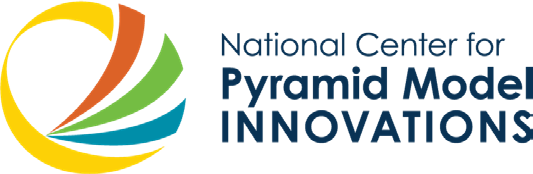 National Center for
Pyramid Model
INNOVATIONS